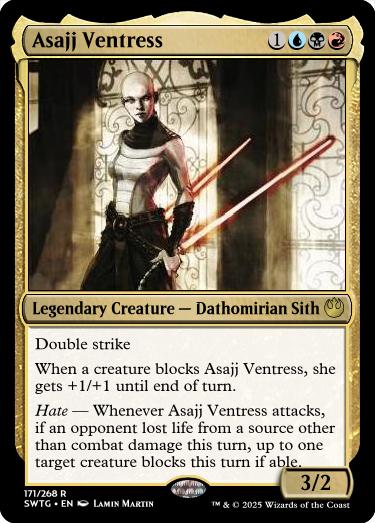 Asajj Ventress 1
Legendary Creature — Dathomirian Sith
Double strike
When a creature blocks Asajj Ventress, she
gets +1/+1 until end of turn.
Hate — Whenever Asajj Ventress attacks,
if an opponent lost life from a source other
than combat damage this turn, up to one
target creature blocks this turn if able.
3/2
171/268 R
SWTG • EN LAMIN MARTIN ™ & © 2025 Wizards of the Coast